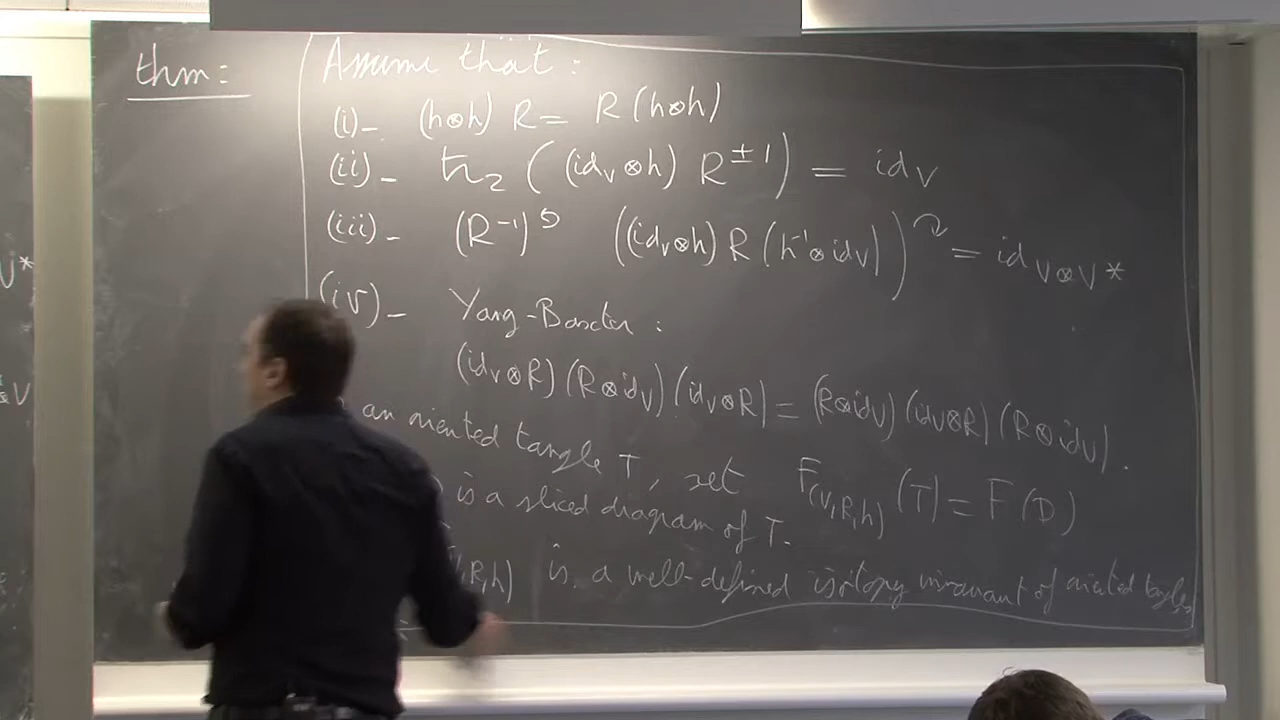 thm:
Assume that:
(i)- (h⊗h) R = R (h⊗h)
(ii)- tr₂ ( (id_V ⊗ h) R^{±1} ) = id_V
(iii)- (R^{-1})^↺ ((id_V⊗h) R (h^{-1}⊗id_V))^↷ = id_{V⊗V*}
(iv)- Yang-Baxter:
(id_V⊗R) (R⊗id_V) (id_V⊗R) = (R⊗id_V) (id_V⊗R) (R⊗id_V).
an oriented tangle T, set F_{(V,R,h)} (T) = F(D)
is a sliced diagram of T.
,R,h) is a well-defined isotopy invariant of oriented tangles
V*
⊗V